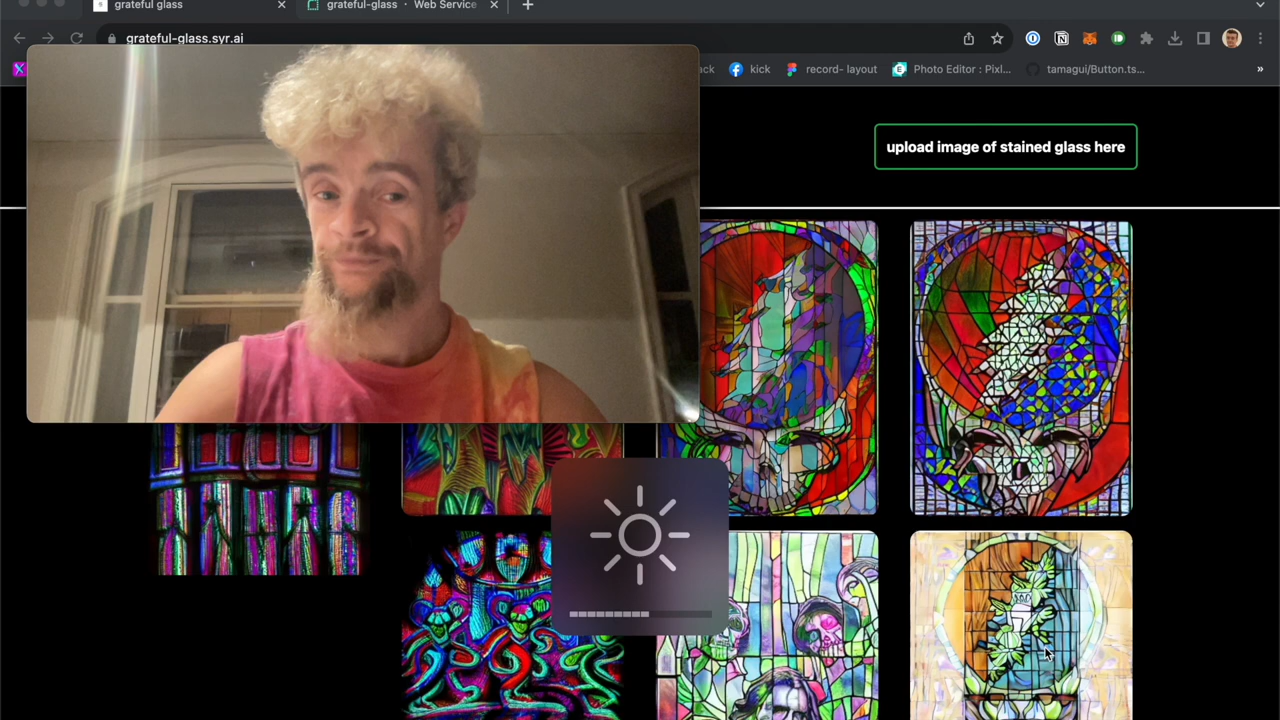 grateful glass
grateful-glass · Web Service
grateful-glass.syr.ai
ck
kick
record- layout
Photo Editor : Pixl...
tamagui/Button.ts...
upload image of stained glass here